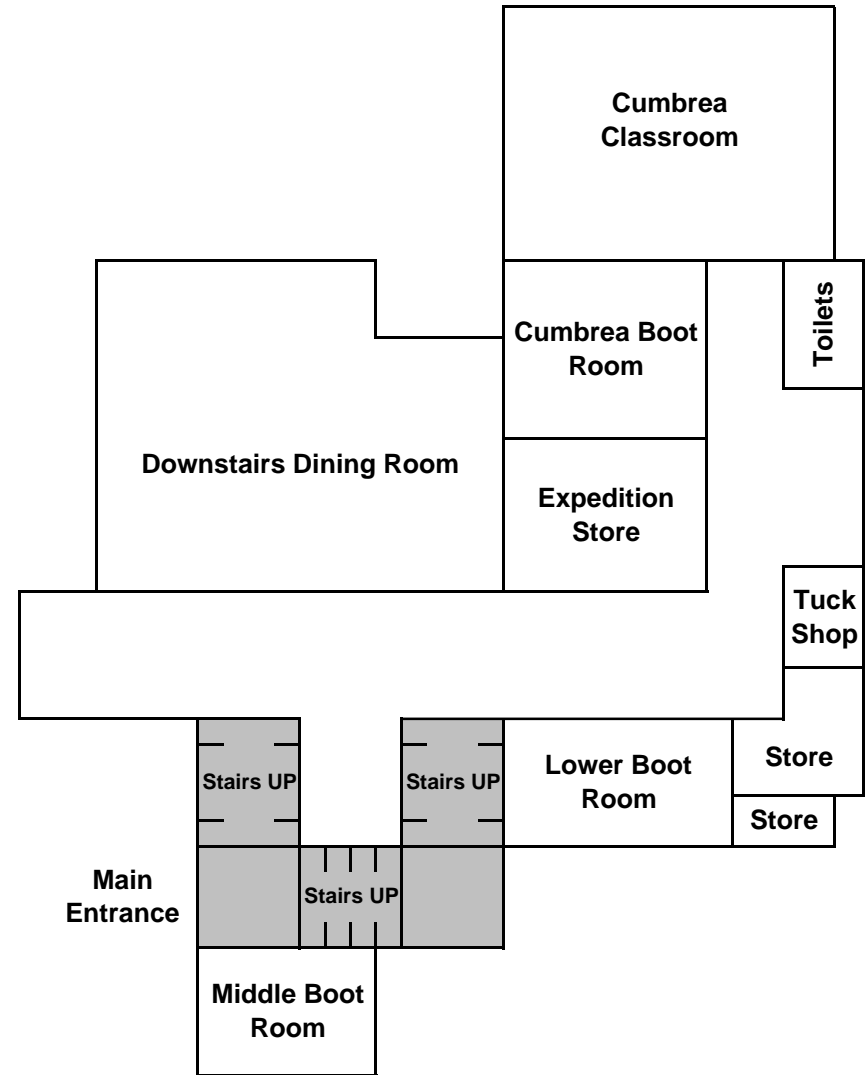 Cumbrea
Classroom
Toilets
Cumbrea Boot
Room
Downstairs Dining Room
Expedition
Store
Tuck
Shop
Stairs UP
Stairs UP
Lower Boot
Room
Store
Store
Main
Entrance
Stairs UP
Middle Boot
Room